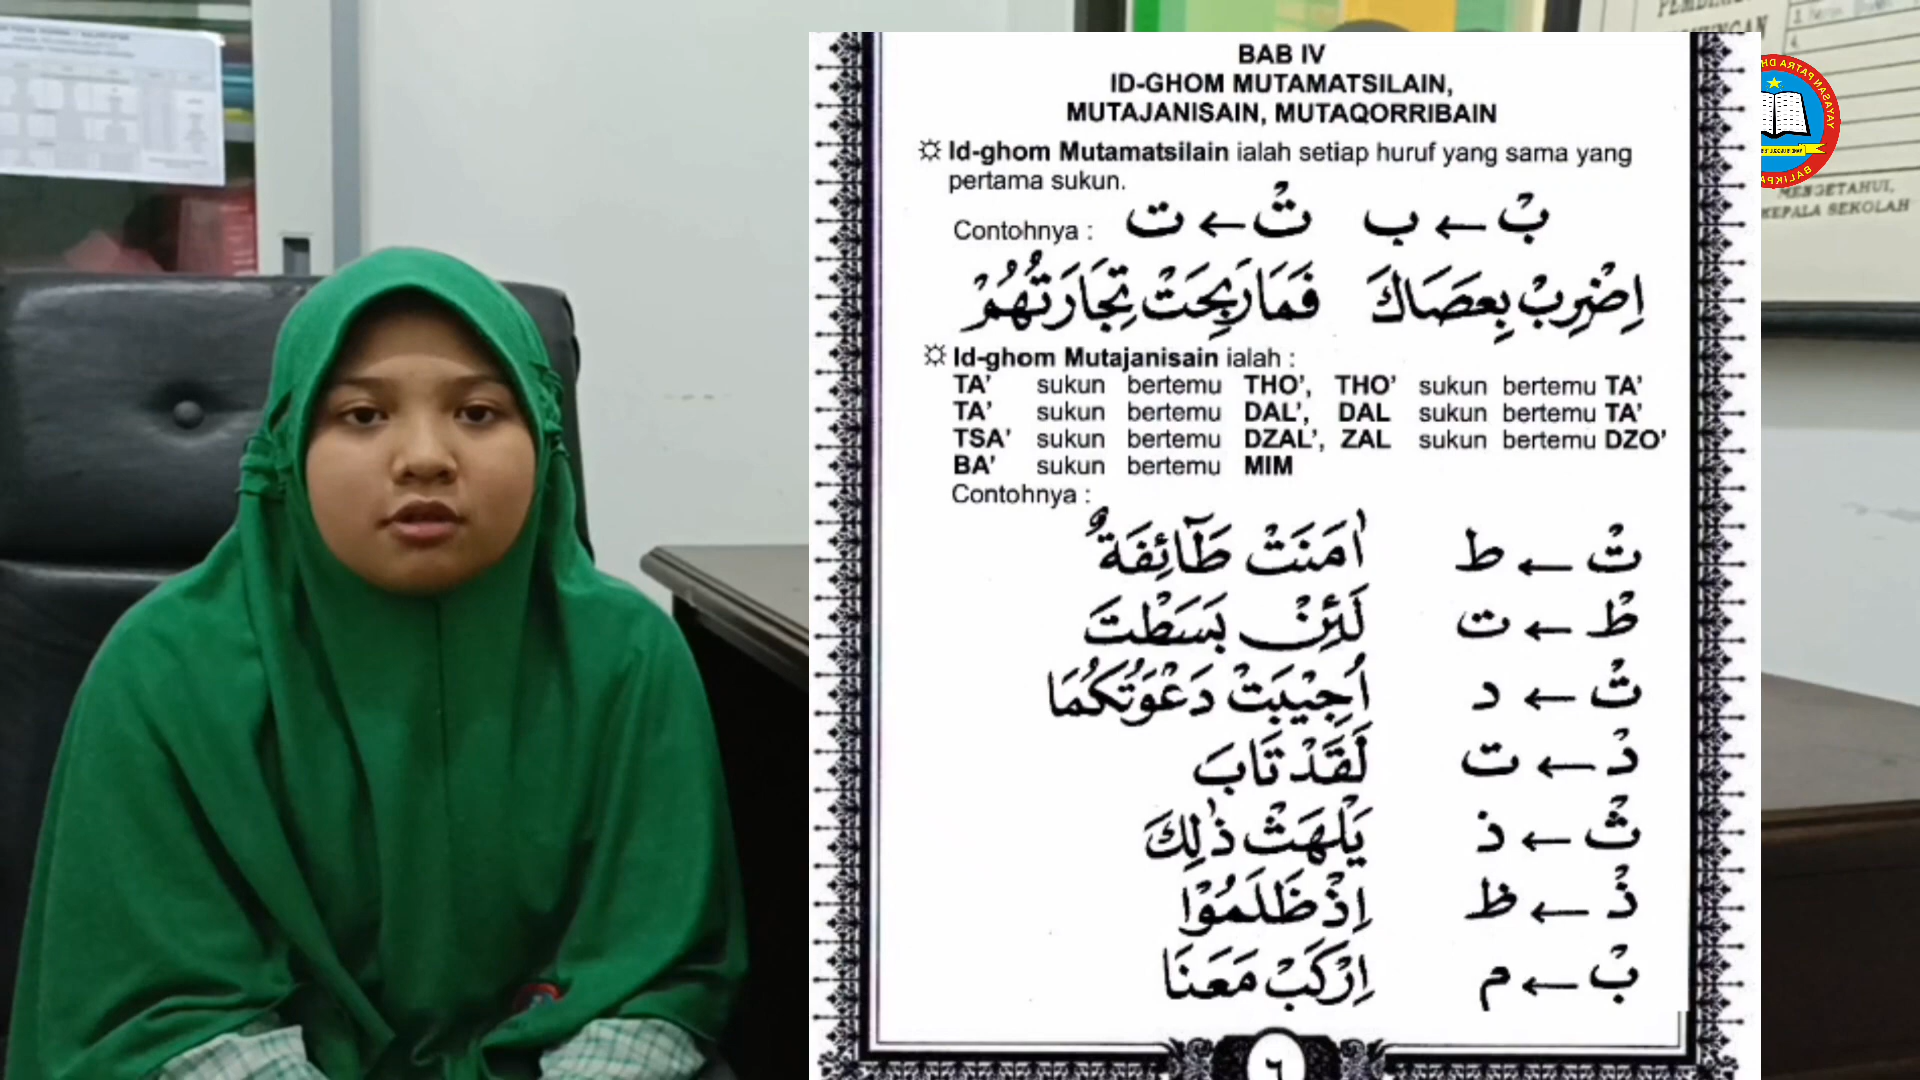 BAB IV
ID-GHOM MUTAMATSILAIN,
MUTAJANISAIN, MUTAQORRIBAIN
Id-ghom Mutamatsilain ialah setiap huruf yang sama yang
pertama sukun.
Contohnya : بْ ← ب تْ ← ت
اِضْرِبْ بِعَصَاكَ فَمَا رَبِحَتْ تِجَارَتُهُمْ
Id-ghom Mutajanisain ialah :
TA’ sukun bertemu THO’, THO’ sukun bertemu TA’
TA’ sukun bertemu DAL’, DAL sukun bertemu TA’
TSA’ sukun bertemu DZAL’, ZAL sukun bertemu DZO’
BA’ sukun bertemu MIM
Contohnya :
تْ ← ط اٰمَنَتْ طَآئِفَةٌ
طْ ← ت لَئِنْ بَسَطْتَ
تْ ← د اُجِيْبَتْ دَعْوَتُكُمَا
دْ ← ت لَقَدْ تَابَ
ثْ ← ذ يَلْهَثْ ذٰلِكَ
ذْ ← ظ اِذْ ظَلَمُوْا
بْ ← م اِرْكَبْ مَعَنَا
٦
MENGETAHUI,
KEPALA SEKOLAH